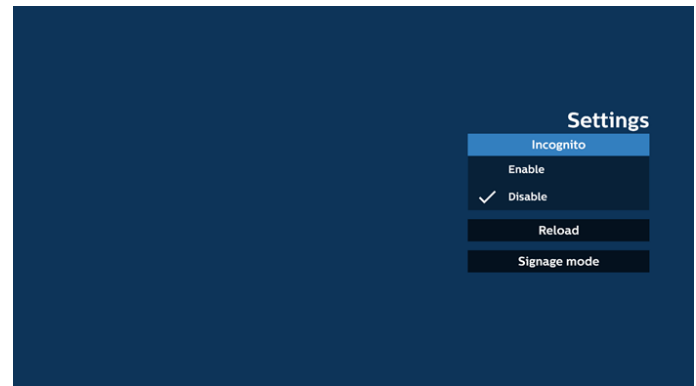 Settings
Incognito
Enable
Disable
Reload
Signage mode